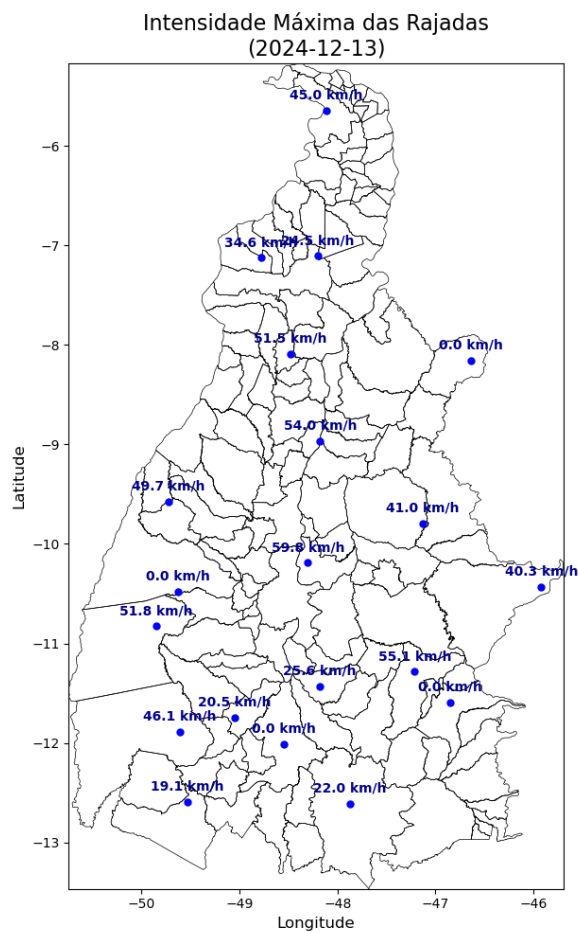 Intensidade Máxima das Rajadas
(2024-12-13)
45.0 km/h
34.6 km/h
24.5 km/h
51.5 km/h
0.0 km/h
54.0 km/h
49.7 km/h
41.0 km/h
59.8 km/h
0.0 km/h
40.3 km/h
51.8 km/h
55.1 km/h
25.6 km/h
0.0 km/h
20.5 km/h
46.1 km/h
0.0 km/h
19.1 km/h
22.0 km/h
−6
−7
−8
−9
−10
−11
−12
−13
Latitude
−50
−49
−48
−47
−46
Longitude